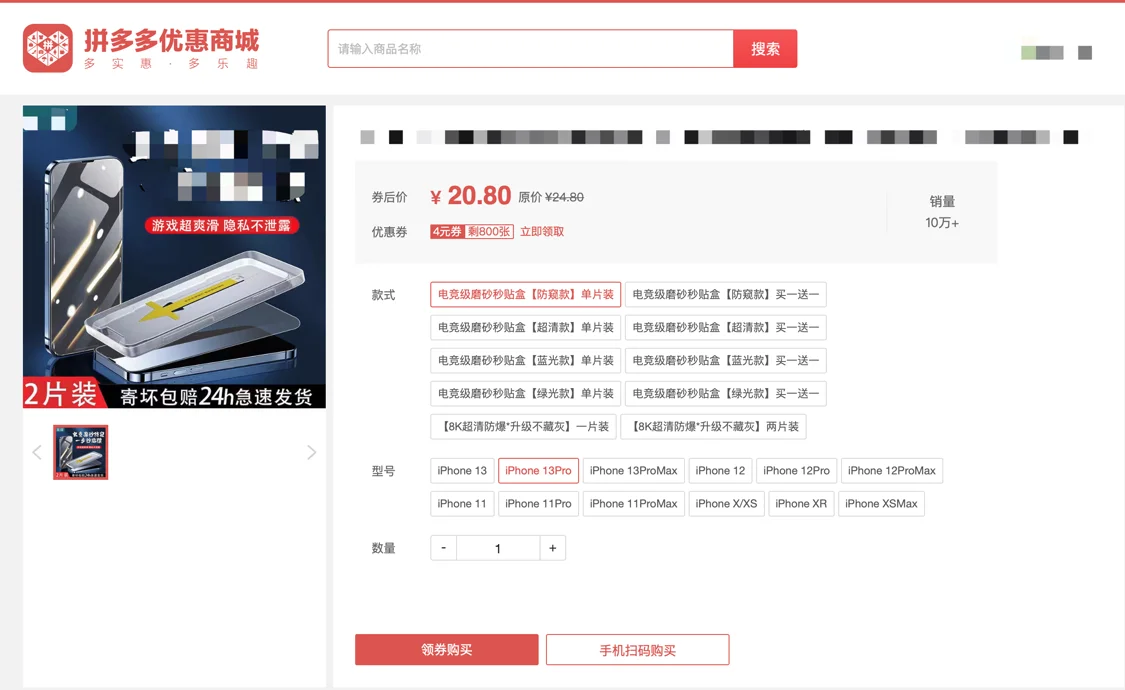 拼多多优惠商城
多实惠·多乐趣
请输入商品名称
搜索
游戏超爽滑 隐私不泄露
2片装 寄坏包赔24h急速发货
券后价 ¥ 20.80 原价 ¥24.80
优惠券 4元券 剩800张 立即领取
销量
10万+
款式 电竞级磨砂秒贴盒【防窥款】单片装 电竞级磨砂秒贴盒【防窥款】买一送一
电竞级磨砂秒贴盒【超清款】单片装 电竞级磨砂秒贴盒【超清款】买一送一
电竞级磨砂秒贴盒【蓝光款】单片装 电竞级磨砂秒贴盒【蓝光款】买一送一
电竞级磨砂秒贴盒【绿光款】单片装 电竞级磨砂秒贴盒【绿光款】买一送一
【8K超清防爆*升级不藏灰】一片装 【8K超清防爆*升级不藏灰】两片装
型号 iPhone 13 iPhone 13Pro iPhone 13ProMax iPhone 12 iPhone 12Pro iPhone 12ProMax
iPhone 11 iPhone 11Pro iPhone 11ProMax iPhone X/XS iPhone XR iPhone XSMax
数量 - 1 +
领券购买 手机扫码购买